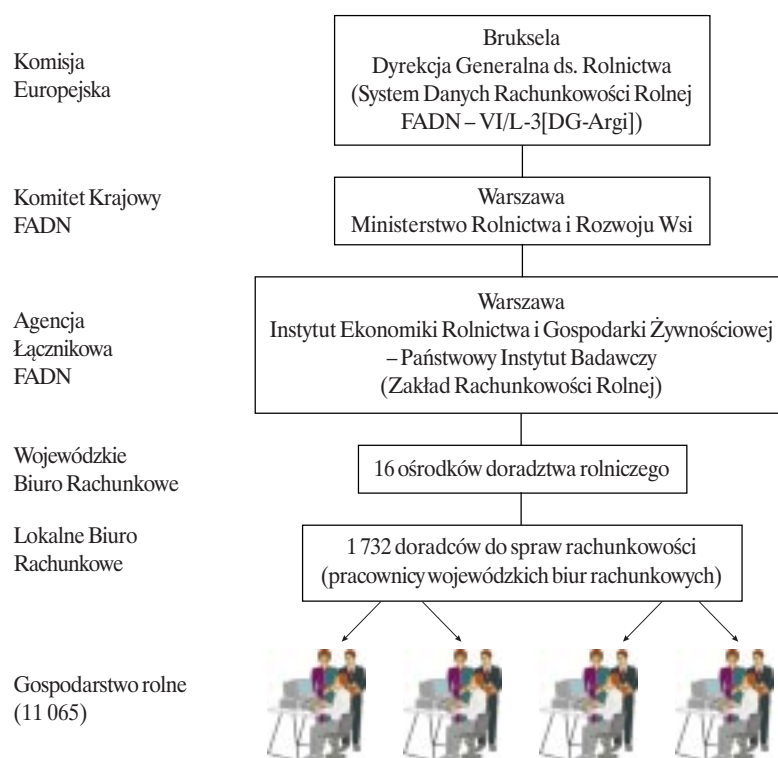 Komisja
Europejska
Bruksela
Dyrekcja Generalna ds. Rolnictwa
(System Danych Rachunkowości Rolnej
FADN – VI/L-3[DG-Argi])
Komitet Krajowy
FADN
Warszawa
Ministerstwo Rolnictwa i Rozwoju Wsi
Agencja
Łącznikowa
FADN
Warszawa
Instytut Ekonomiki Rolnictwa i Gospodarki Żywnościowej
– Państwowy Instytut Badawczy
(Zakład Rachunkowości Rolnej)
Wojewódzkie
Biuro Rachunkowe
16 ośrodków doradztwa rolniczego
Lokalne Biuro
Rachunkowe
1 732 doradców do spraw rachunkowości
(pracownicy wojewódzkich biur rachunkowych)
Gospodarstwo rolne
(11 065)